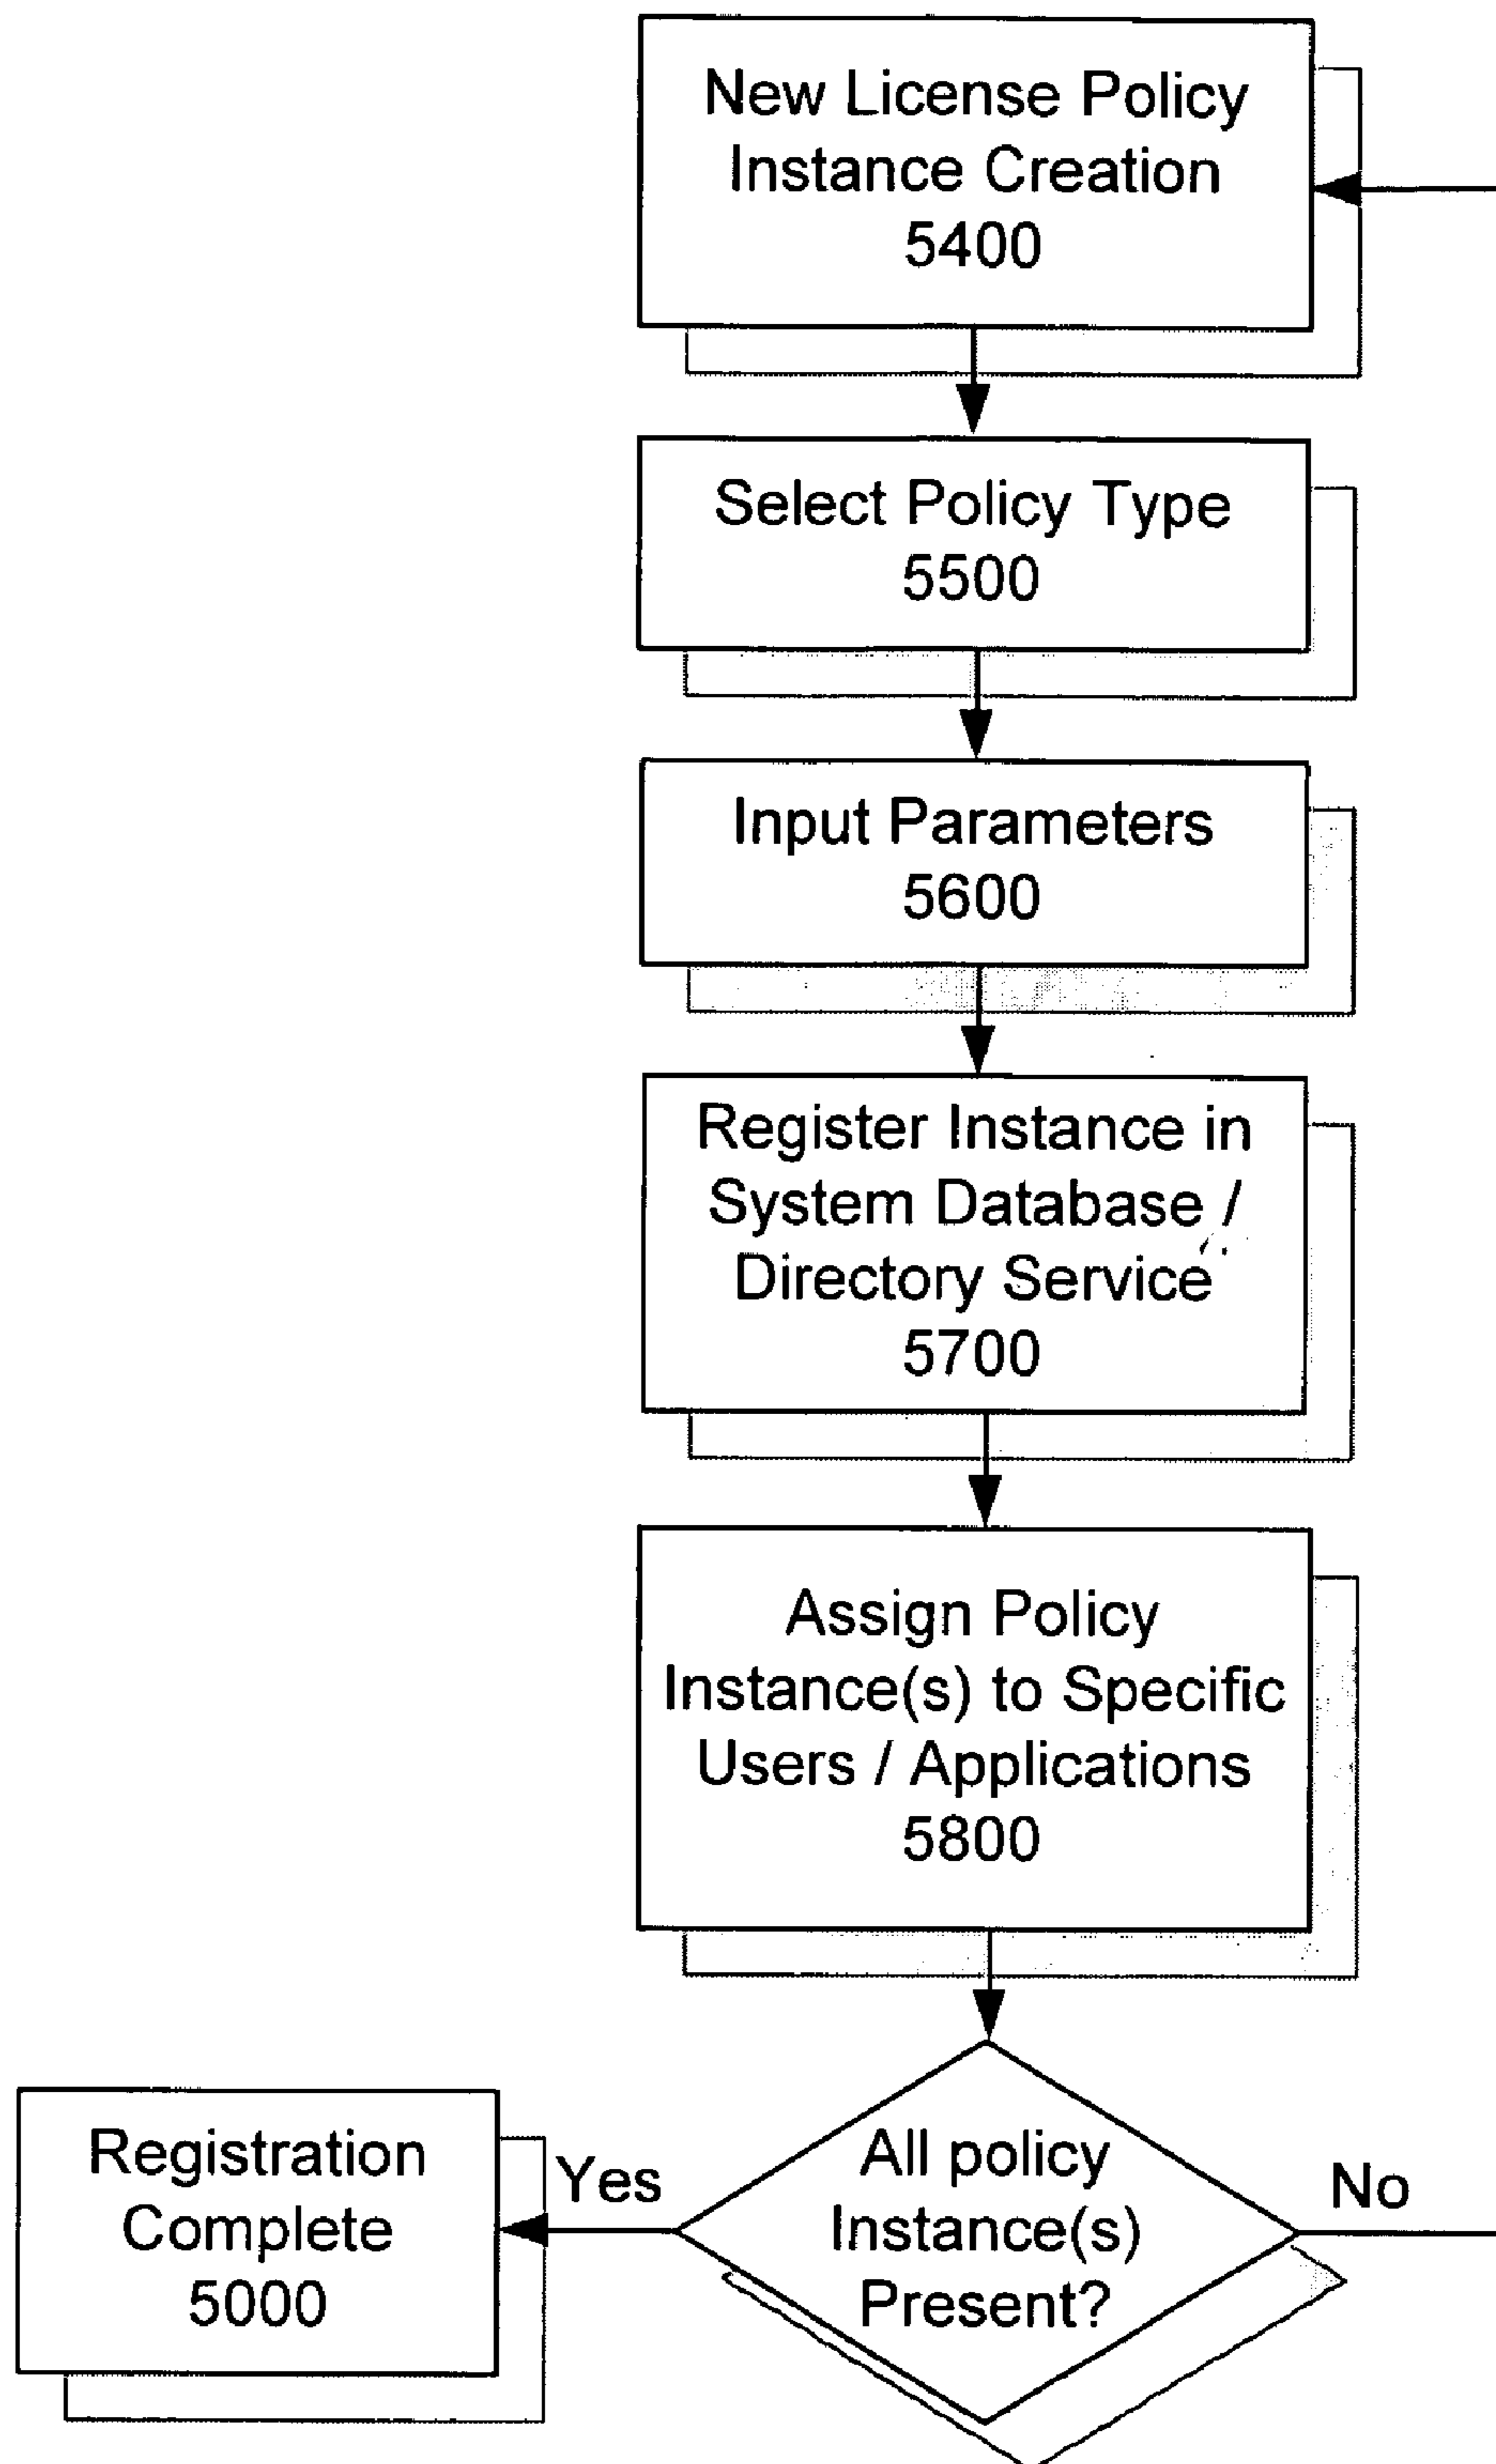 New License Policy
Instance Creation
5400
Select Policy Type
5500
Input Parameters
5600
Register Instance in
System Database /
Directory Service
5700
Assign Policy
Instance(s) to Specific
Users / Applications
5800
All policy
Instance(s)
Present?
Yes
No
Registration
Complete
5000